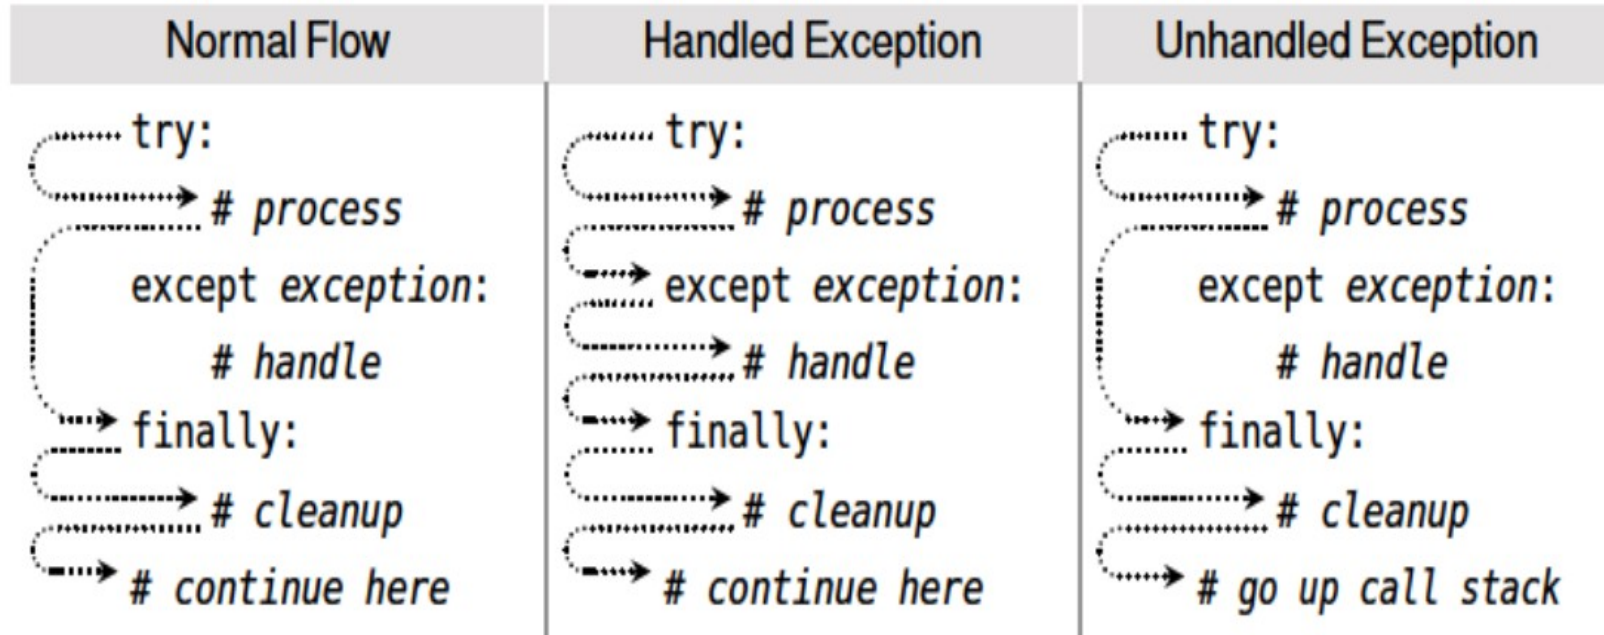 Normal Flow
try:
# process
except exception:
# handle
finally:
# cleanup
# continue here
Handled Exception
try:
# process
except exception:
# handle
finally:
# cleanup
# continue here
Unhandled Exception
try:
# process
except exception:
# handle
finally:
# cleanup
# go up call stack